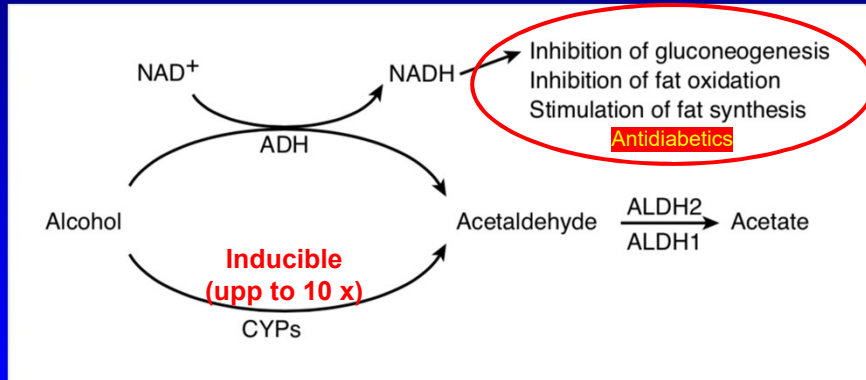 NAD+
NADH
Inhibition of gluconeogenesis
Inhibition of fat oxidation
Stimulation of fat synthesis
Antidiabetics
ADH
Alcohol
Acetaldehyde
ALDH2
ALDH1
Acetate
Inducible
(upp to 10 x)
CYPs